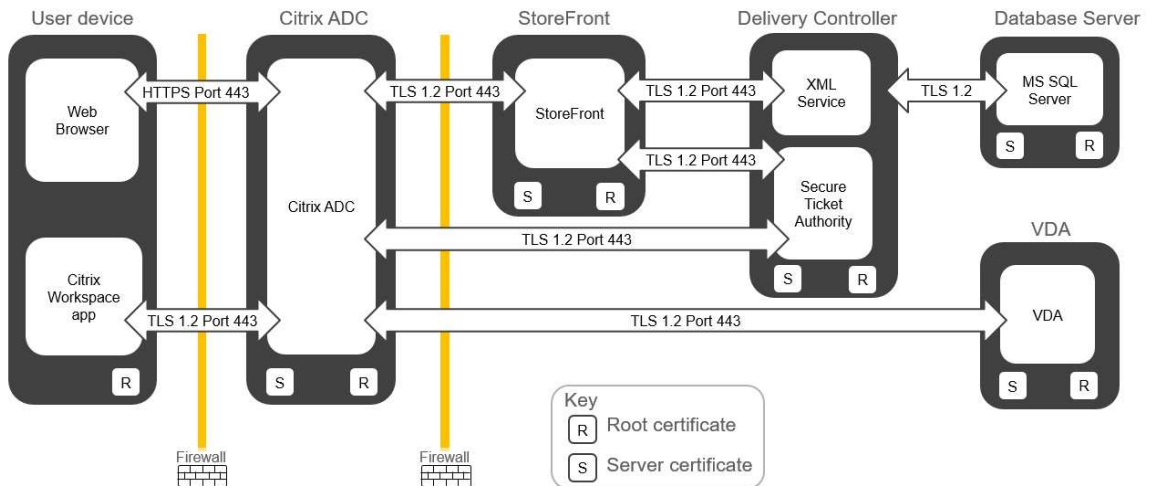 User device
Citrix ADC
StoreFront
Delivery Controller
Database Server
Web
Browser
HTTPS Port 443
TLS 1.2 Port 443
StoreFront
TLS 1.2 Port 443
XML
Service
TLS 1.2
MS SQL
Server
S
R
TLS 1.2 Port 443
Secure
Ticket
Authority
S
R
Citrix ADC
TLS 1.2 Port 443
S
R
VDA
Citrix
Workspace
app
TLS 1.2 Port 443
TLS 1.2 Port 443
VDA
R
S
R
S
R
Key
R
Root certificate
S
Server certificate
Firewall
Firewall